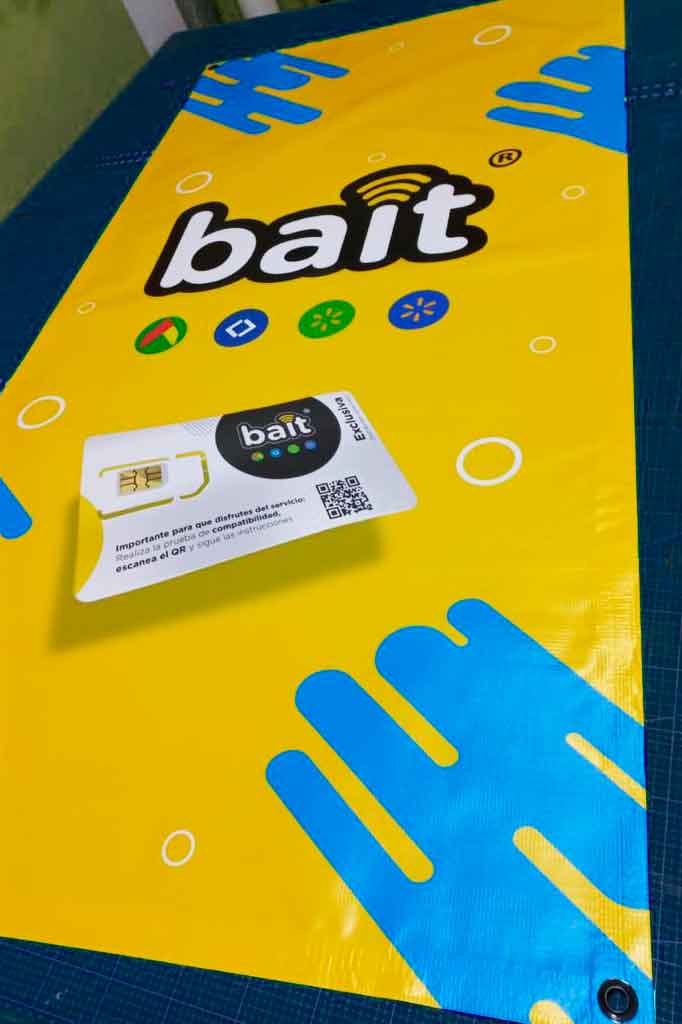 bait®
bait
Exclusiva
Importante para que disfrutes del servicio:
Realiza la prueba de compatibilidad,
escanea el QR y sigue las instrucciones